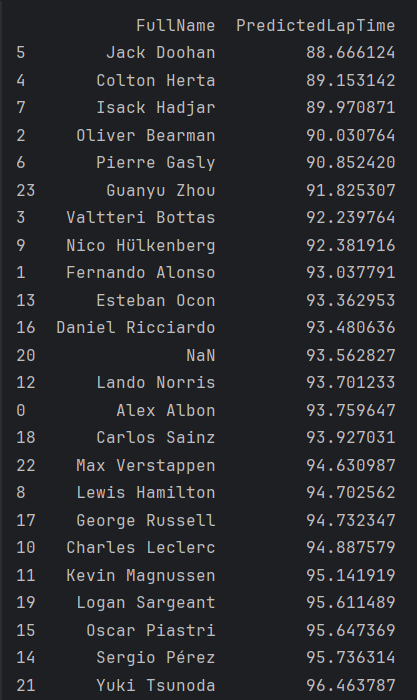 FullName PredictedLapTime
5 Jack Doohan 88.666124
4 Colton Herta 89.153142
7 Isack Hadjar 89.970871
2 Oliver Bearman 90.030764
6 Pierre Gasly 90.852420
23 Guanyu Zhou 91.825307
3 Valtteri Bottas 92.239764
9 Nico Hülkenberg 92.381916
1 Fernando Alonso 93.037791
13 Esteban Ocon 93.362953
16 Daniel Ricciardo 93.480636
20 NaN 93.562827
12 Lando Norris 93.701233
0 Alex Albon 93.759647
18 Carlos Sainz 93.927031
22 Max Verstappen 94.630987
8 Lewis Hamilton 94.702562
17 George Russell 94.732347
10 Charles Leclerc 94.887579
11 Kevin Magnussen 95.141919
19 Logan Sargeant 95.611489
15 Oscar Piastri 95.647369
14 Sergio Pérez 95.736314
21 Yuki Tsunoda 96.463787